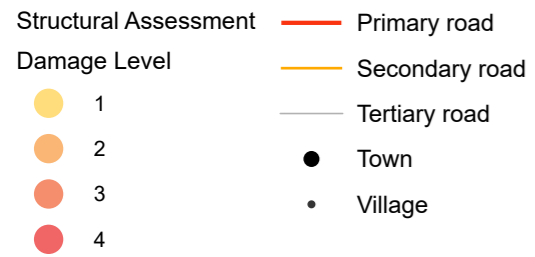 Structural Assessment
Damage Level
1
2
3
4
Primary road
Secondary road
Tertiary road
Town
Village